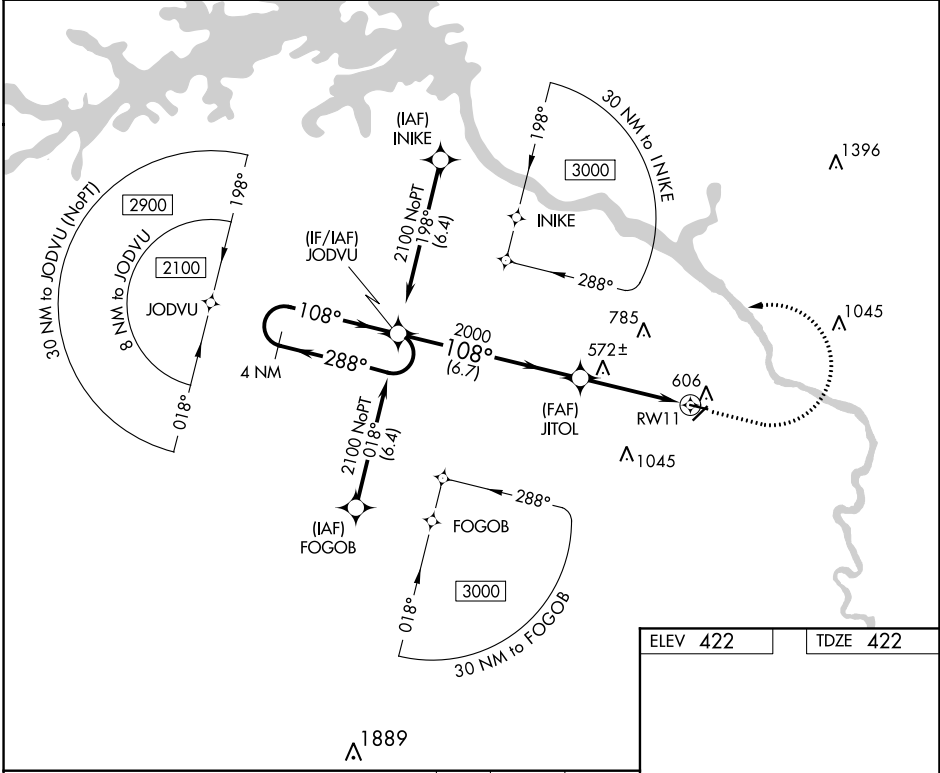 (IAF)
INIKE
2100 NoPT
198°
(6.4)
198°
30 NM to INIKE
3000
INIKE
288°
1396
30 NM to JODVU (NoPT)
2900
198°
8 NM to JODVU
2100
JODVU
018°
(IF/IAF)
JODVU
108°
288°
4 NM
2000
108°
(6.7)
785
572±
1045
606
(FAF)
JITOL
RW11
1045
2100 NoPT
018°
(6.4)
(IAF)
FOGOB
288°
FOGOB
018°
3000
30 NM to FOGOB
ELEV 422
TDZE 422
1889